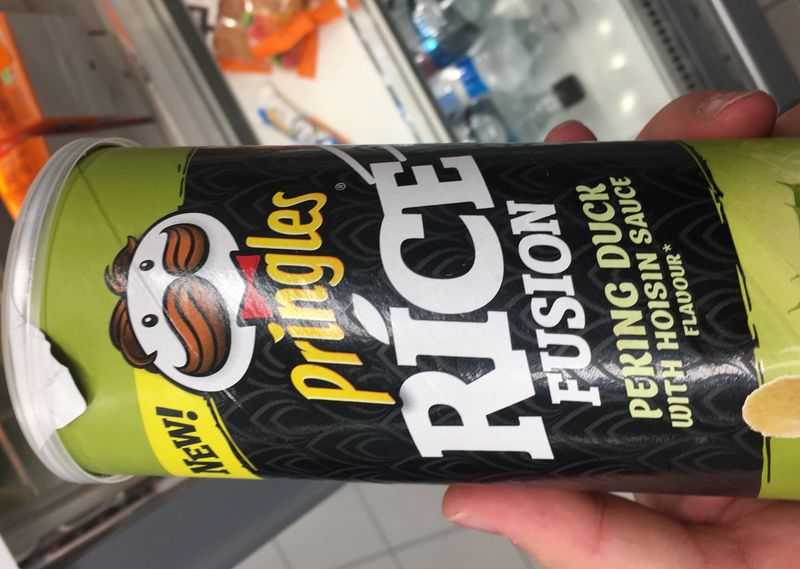 NEW!
Pringles®
RICE
FUSION
PEKING DUCK
WITH HOISIN SAUCE
FLAVOUR*